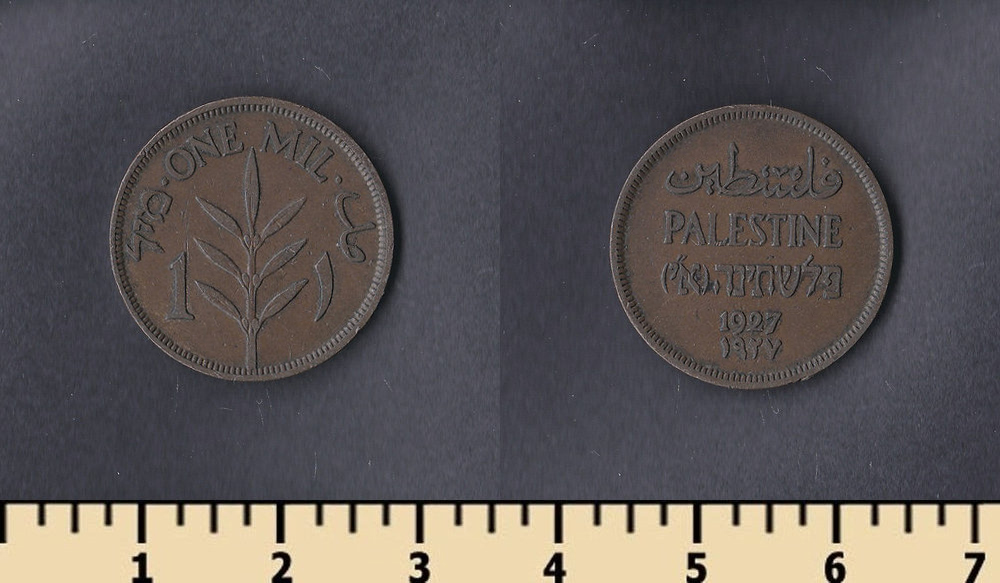 · ONE MIL ·
מיל
مل
1 ١
فلسطين
PALESTINE
פלשתינה (א״י)
1927
١٩٢٧
1 2 3 4 5 6 7